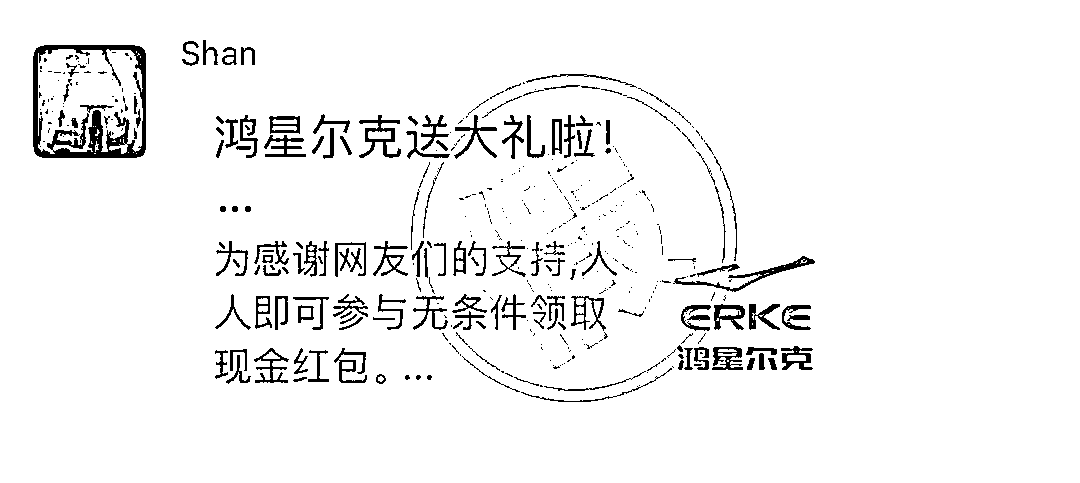 Shan
鸿星尔克送大礼啦!
...
为感谢网友们的支持,人
人即可参与无条件领取
现金红包。...
ERKE
鸿星尔克